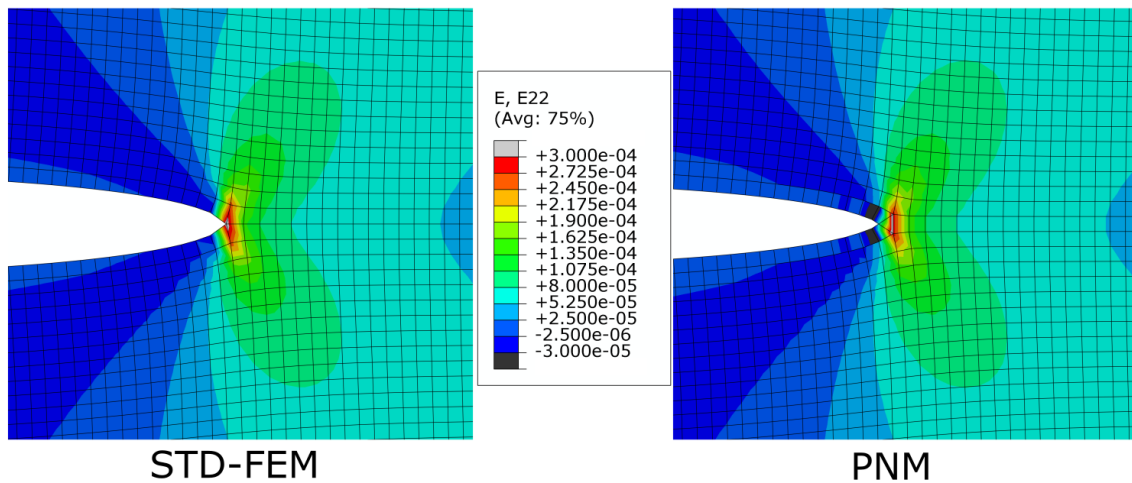 E, E22
(Avg: 75%)
+3.000e-04
+2.725e-04
+2.450e-04
+2.175e-04
+1.900e-04
+1.625e-04
+1.350e-04
+1.075e-04
+8.000e-05
+5.250e-05
+2.500e-05
-2.500e-06
-3.000e-05
STD-FEM
PNM